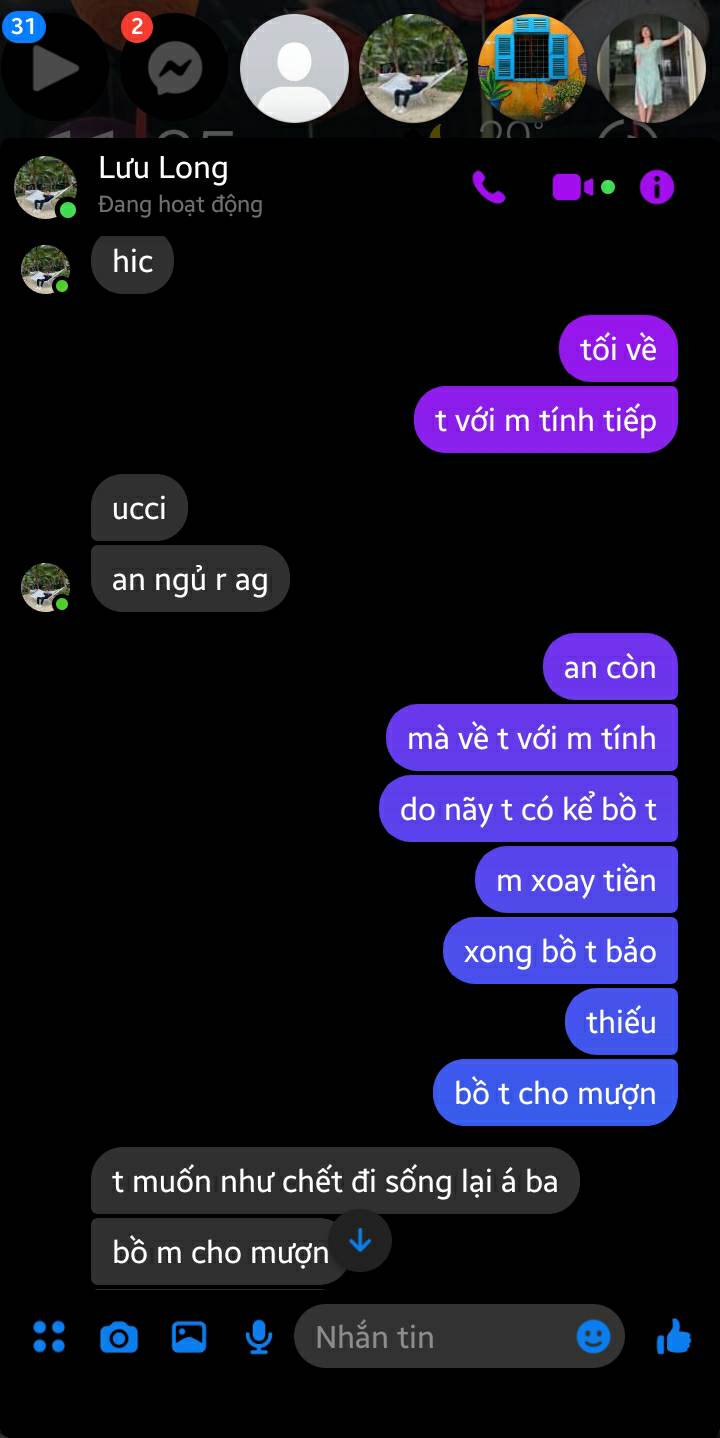 31
2
29°
Lưu Long
Đang hoạt động
hic
tối về
t với m tính tiếp
ucci
an ngủ r ag
an còn
mà về t với m tính
do nãy t có kể bồ t
m xoay tiền
xong bồ t bảo
thiếu
bồ t cho mượn
t muốn như chết đi sống lại á ba
bồ m cho mượn
Nhắn tin